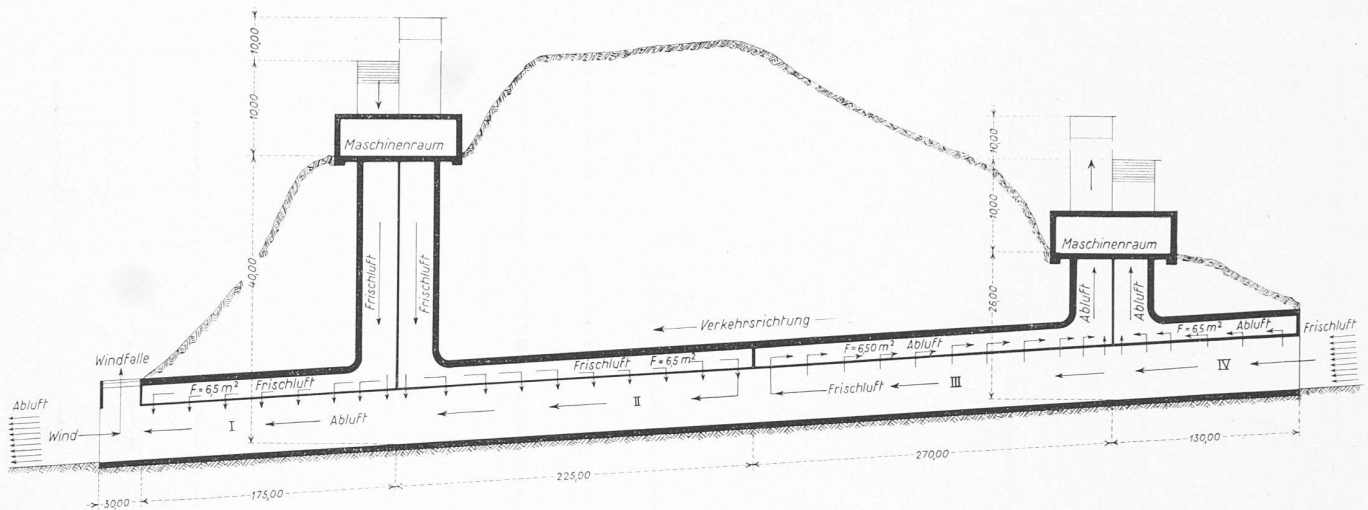 10,00
10,00
40,00
Maschinenraum
Frischluft
Frischluft
10,00
10,00
26,00
Maschinenraum
Abluft
Abluft
Verkehrsrichtung
Windfalle
F=6,5 m² Frischluft
Frischluft F=6,5 m²
F=6,50 m² Abluft
F=6,5 m² Abluft
Frischluft
Abluft
Wind
I
Abluft
II
Frischluft
III
IV
30,00
175,00
225,00
270,00
130,00